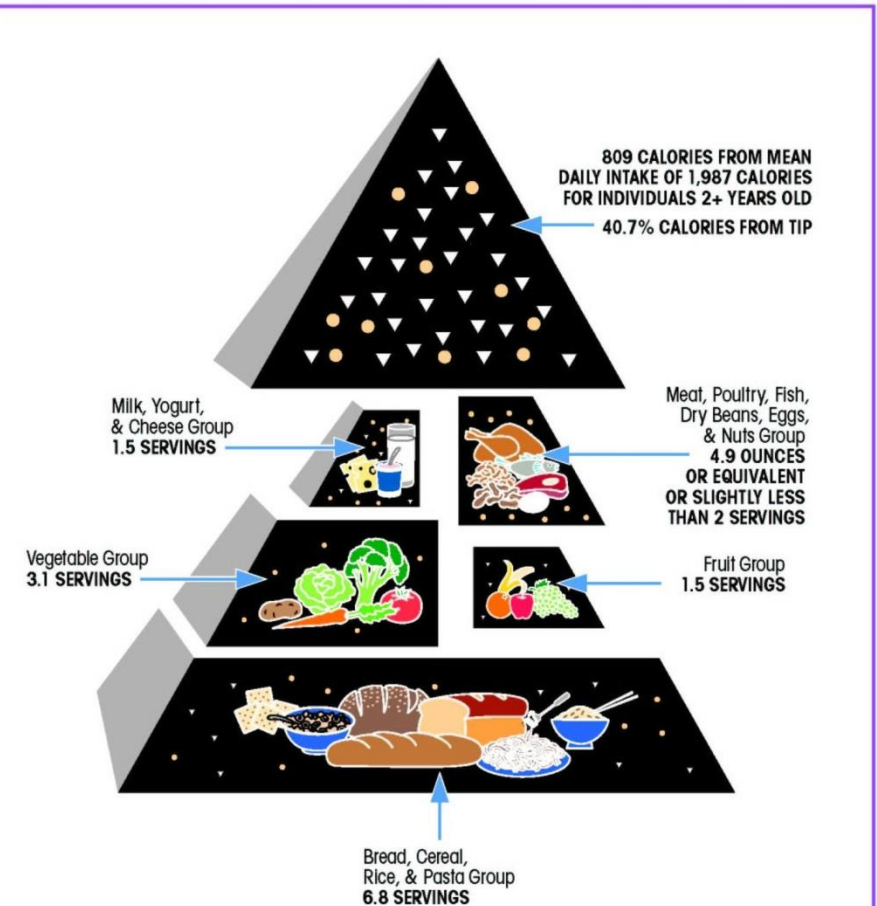 809 CALORIES FROM MEAN
DAILY INTAKE OF 1,987 CALORIES
FOR INDIVIDUALS 2+ YEARS OLD
40.7% CALORIES FROM TIP
Milk, Yogurt,
& Cheese Group
1.5 SERVINGS
Meat, Poultry, Fish,
Dry Beans, Eggs,
& Nuts Group
4.9 OUNCES
OR EQUIVALENT
OR SLIGHTLY LESS
THAN 2 SERVINGS
Vegetable Group
3.1 SERVINGS
Fruit Group
1.5 SERVINGS
Bread, Cereal,
Rice, & Pasta Group
6.8 SERVINGS